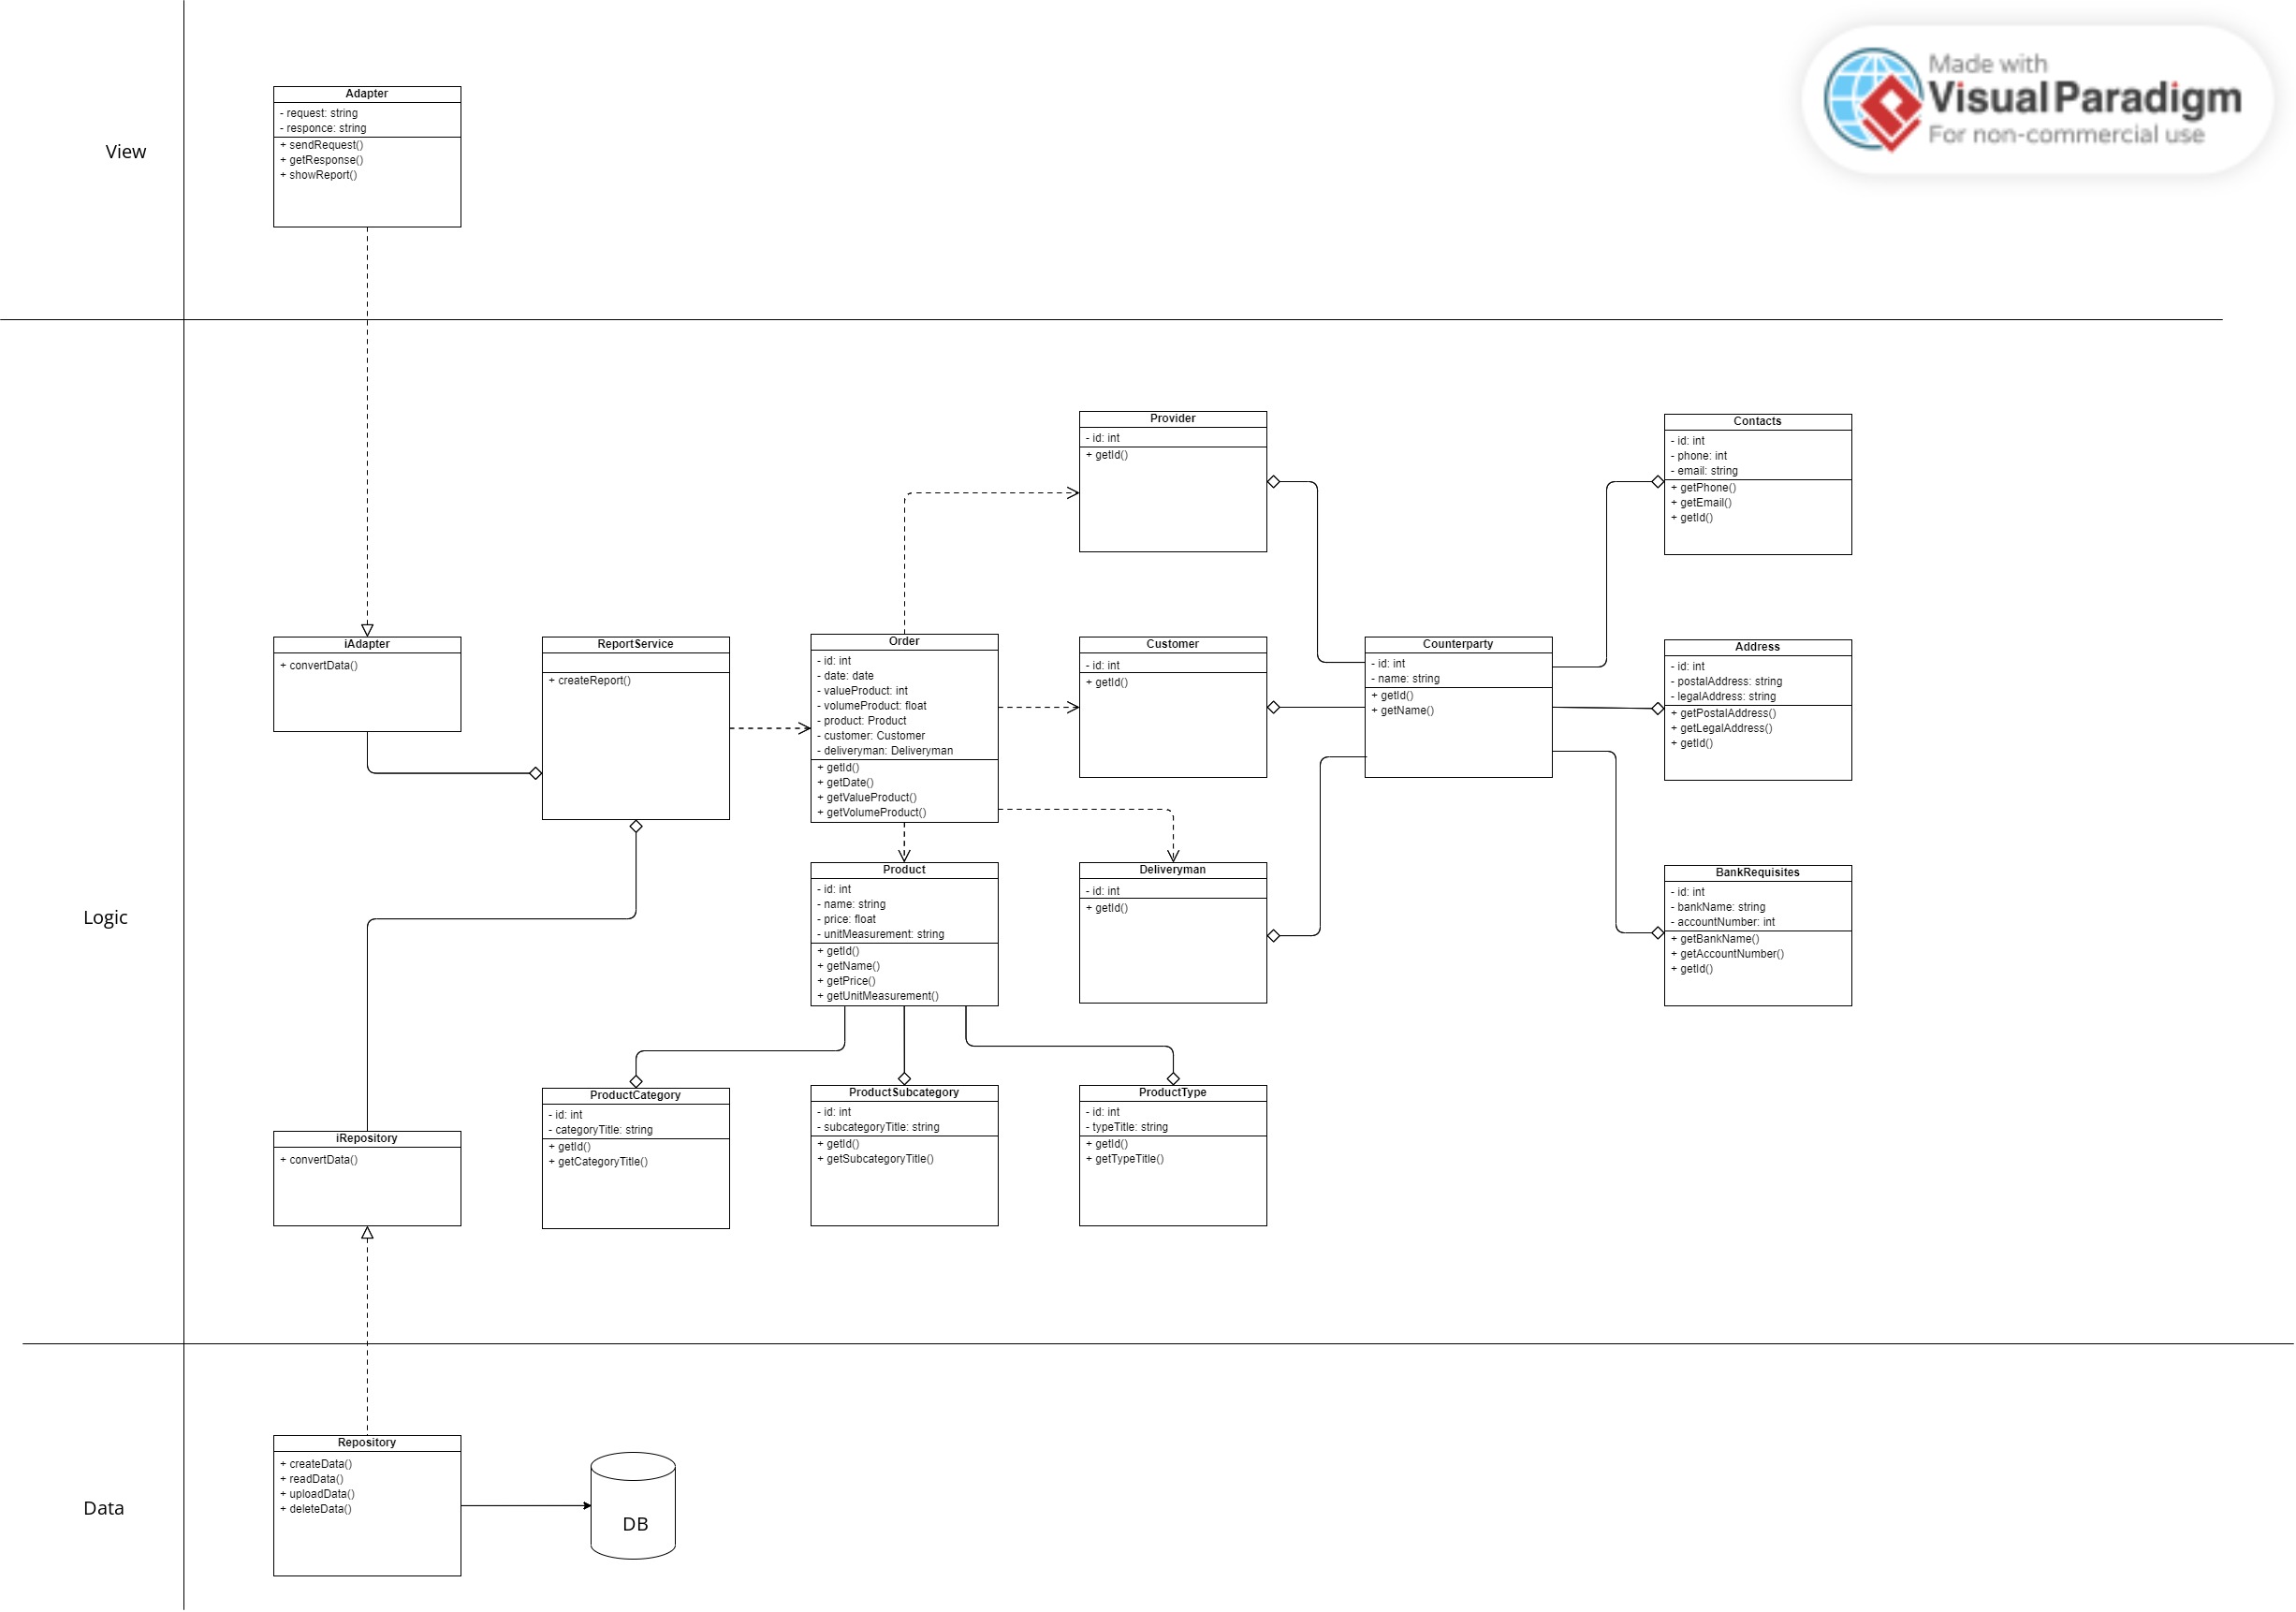 Made with
Visual Paradigm
For non-commercial use
View
Adapter
- request: string
- responce: string
+ sendRequest()
+ getResponse()
+ showReport()
Logic
Provider
- id: int
+ getId()
Contacts
- id: int
- phone: int
- email: string
+ getPhone()
+ getEmail()
+ getId()
iAdapter
+ convertData()
ReportService
+ createReport()
Order
- id: int
- date: date
- valueProduct: int
- volumeProduct: float
- product: Product
- customer: Customer
- deliveryman: Deliveryman
+ getId()
+ getDate()
+ getValueProduct()
+ getVolumeProduct()
Customer
- id: int
+ getId()
Counterparty
- id: int
- name: string
+ getId()
+ getName()
Address
- id: int
- postalAddress: string
- legalAddress: string
+ getPostalAddress()
+ getLegalAddress()
+ getId()
Product
- id: int
- name: string
- price: float
- unitMeasurement: string
+ getId()
+ getName()
+ getPrice()
+ getUnitMeasurement()
Deliveryman
- id: int
+ getId()
BankRequisites
- id: int
- bankName: string
- accountNumber: int
+ getBankName()
+ getAccountNumber()
+ getId()
iRepository
+ convertData()
ProductCategory
- id: int
- categoryTitle: string
+ getId()
+ getCategoryTitle()
ProductSubcategory
- id: int
- subcategoryTitle: string
+ getId()
+ getSubcategoryTitle()
ProductType
- id: int
- typeTitle: string
+ getId()
+ getTypeTitle()
Data
Repository
+ createData()
+ readData()
+ uploadData()
+ deleteData()
DB